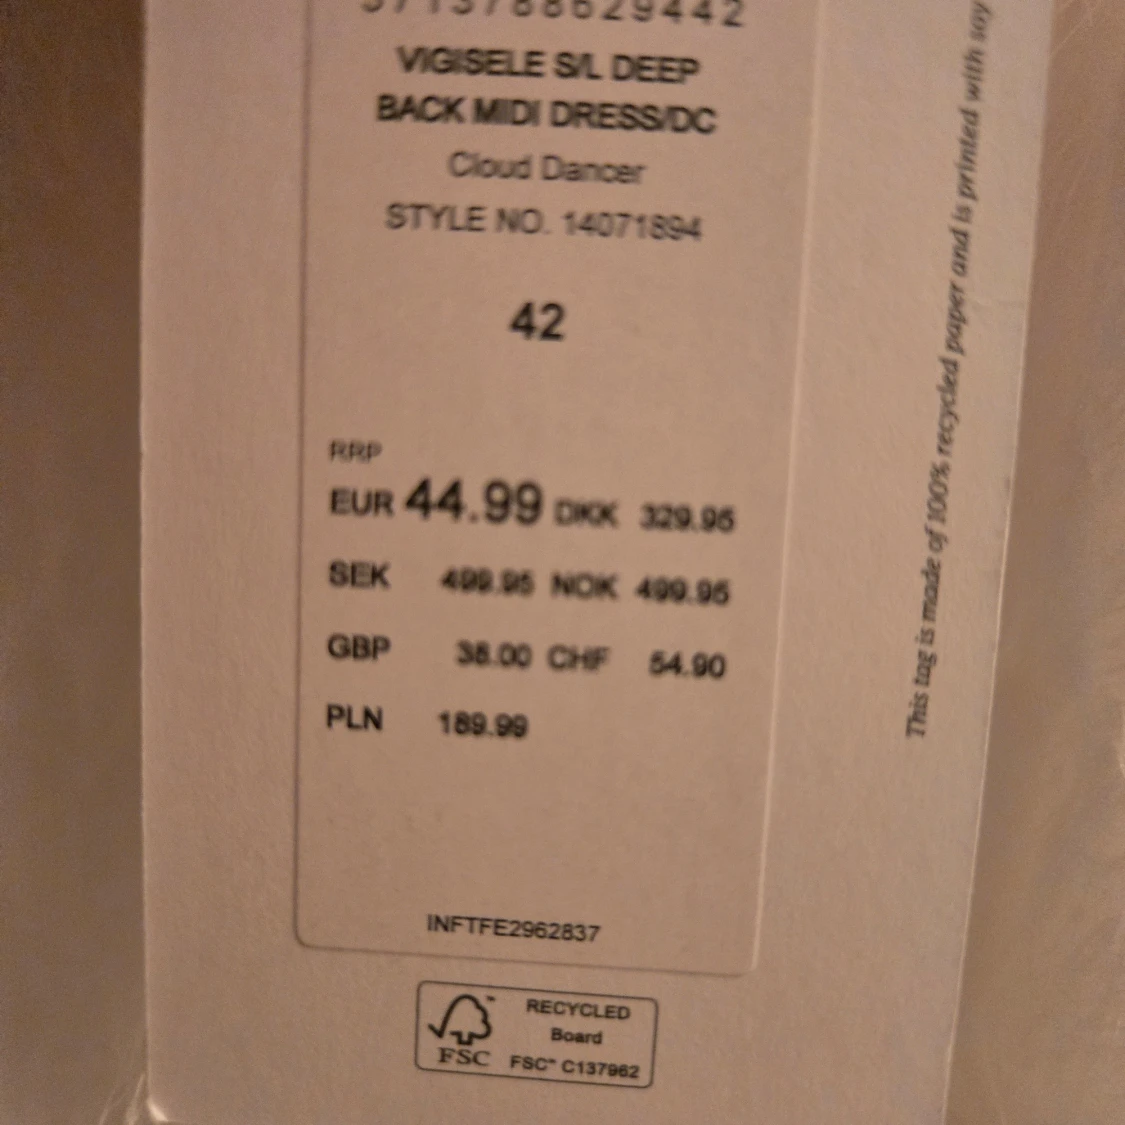 5713788629442
VIGISELE S/L DEEP
BACK MIDI DRESS/DC
Cloud Dancer
STYLE NO. 14071894
42
RRP
EUR 44.99 DKK 329.95
SEK 499.95 NOK 499.95
GBP 38.00 CHF 54.90
PLN 189.99
INFTFE2962837
RECYCLED
Board
FSC™ C137962
FSC
This tag is made of 100% recycled paper and is printed with soy